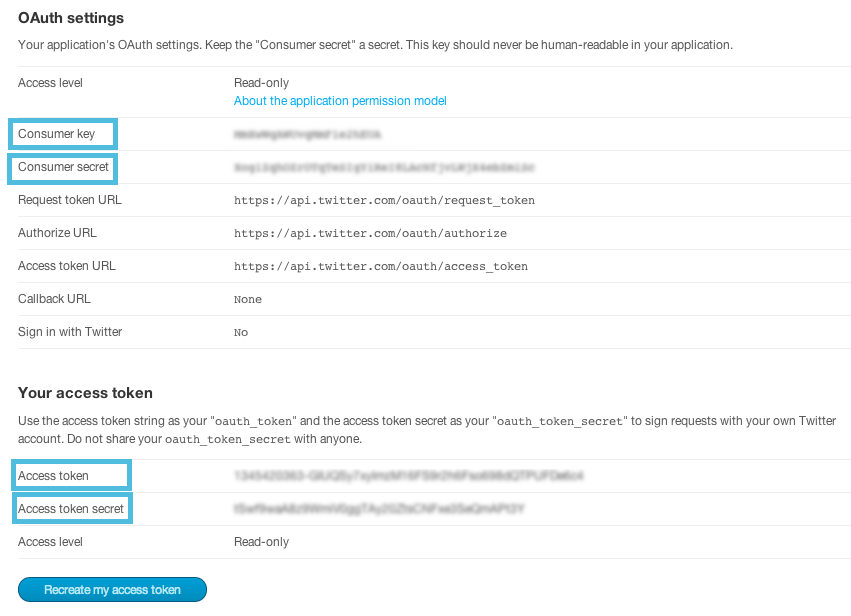 OAuth settings
Your application's OAuth settings. Keep the "Consumer secret" a secret. This key should never be human-readable in your application.
Access level Read-only
About the application permission model
Consumer key
Consumer secret
Request token URL https://api.twitter.com/oauth/request_token
Authorize URL https://api.twitter.com/oauth/authorize
Access token URL https://api.twitter.com/oauth/access_token
Callback URL None
Sign in with Twitter No
Your access token
Use the access token string as your "oauth_token" and the access token secret as your "oauth_token_secret" to sign requests with your own Twitter
account. Do not share your oauth_token_secret with anyone.
Access token
Access token secret
Access level Read-only
Recreate my access token